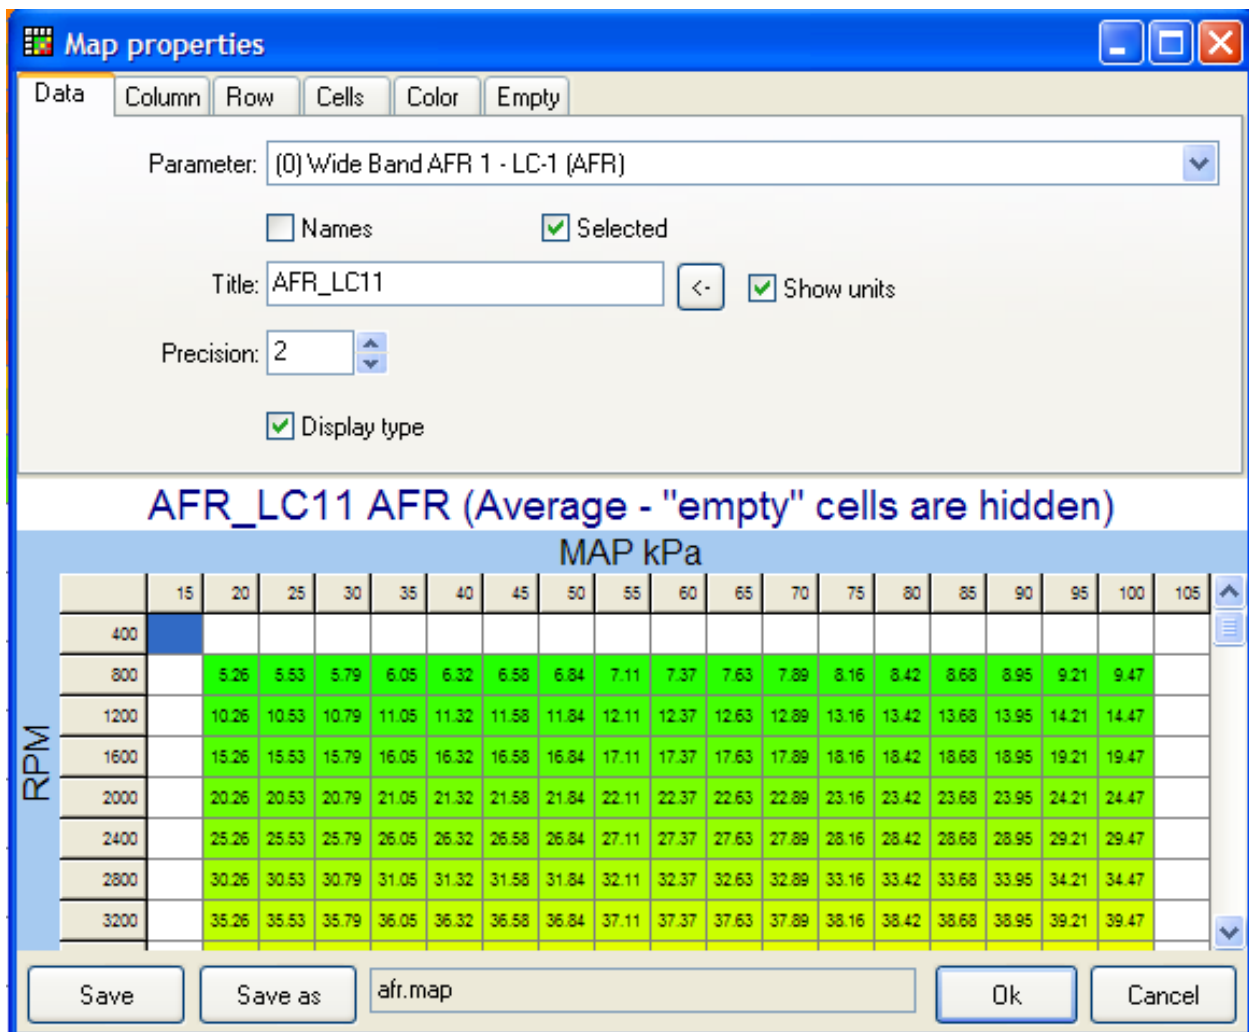 Map properties
Data Column Row Cells Color Empty
Parameter: (0) Wide Band AFR 1 - LC-1 (AFR)
Names Selected
Title: AFR_LC11 <- Show units
Precision: 2
Display type
AFR_LC11 AFR (Average - "empty" cells are hidden)
MAP kPa
RPM
15 20 25 30 35 40 45 50 55 60 65 70 75 80 85 90 95 100 105
400
800 5.26 5.53 5.79 6.05 6.32 6.58 6.84 7.11 7.37 7.63 7.89 8.16 8.42 8.68 8.95 9.21 9.47
1200 10.26 10.53 10.79 11.05 11.32 11.58 11.84 12.11 12.37 12.63 12.89 13.16 13.42 13.68 13.95 14.21 14.47
1600 15.26 15.53 15.79 16.05 16.32 16.58 16.84 17.11 17.37 17.63 17.89 18.16 18.42 18.68 18.95 19.21 19.47
2000 20.26 20.53 20.79 21.05 21.32 21.58 21.84 22.11 22.37 22.63 22.89 23.16 23.42 23.68 23.95 24.21 24.47
2400 25.26 25.53 25.79 26.05 26.32 26.58 26.84 27.11 27.37 27.63 27.89 28.16 28.42 28.68 28.95 29.21 29.47
2800 30.26 30.53 30.79 31.05 31.32 31.58 31.84 32.11 32.37 32.63 32.89 33.16 33.42 33.68 33.95 34.21 34.47
3200 35.26 35.53 35.79 36.05 36.32 36.58 36.84 37.11 37.37 37.63 37.89 38.16 38.42 38.68 38.95 39.21 39.47
Save Save as afr.map Ok Cancel